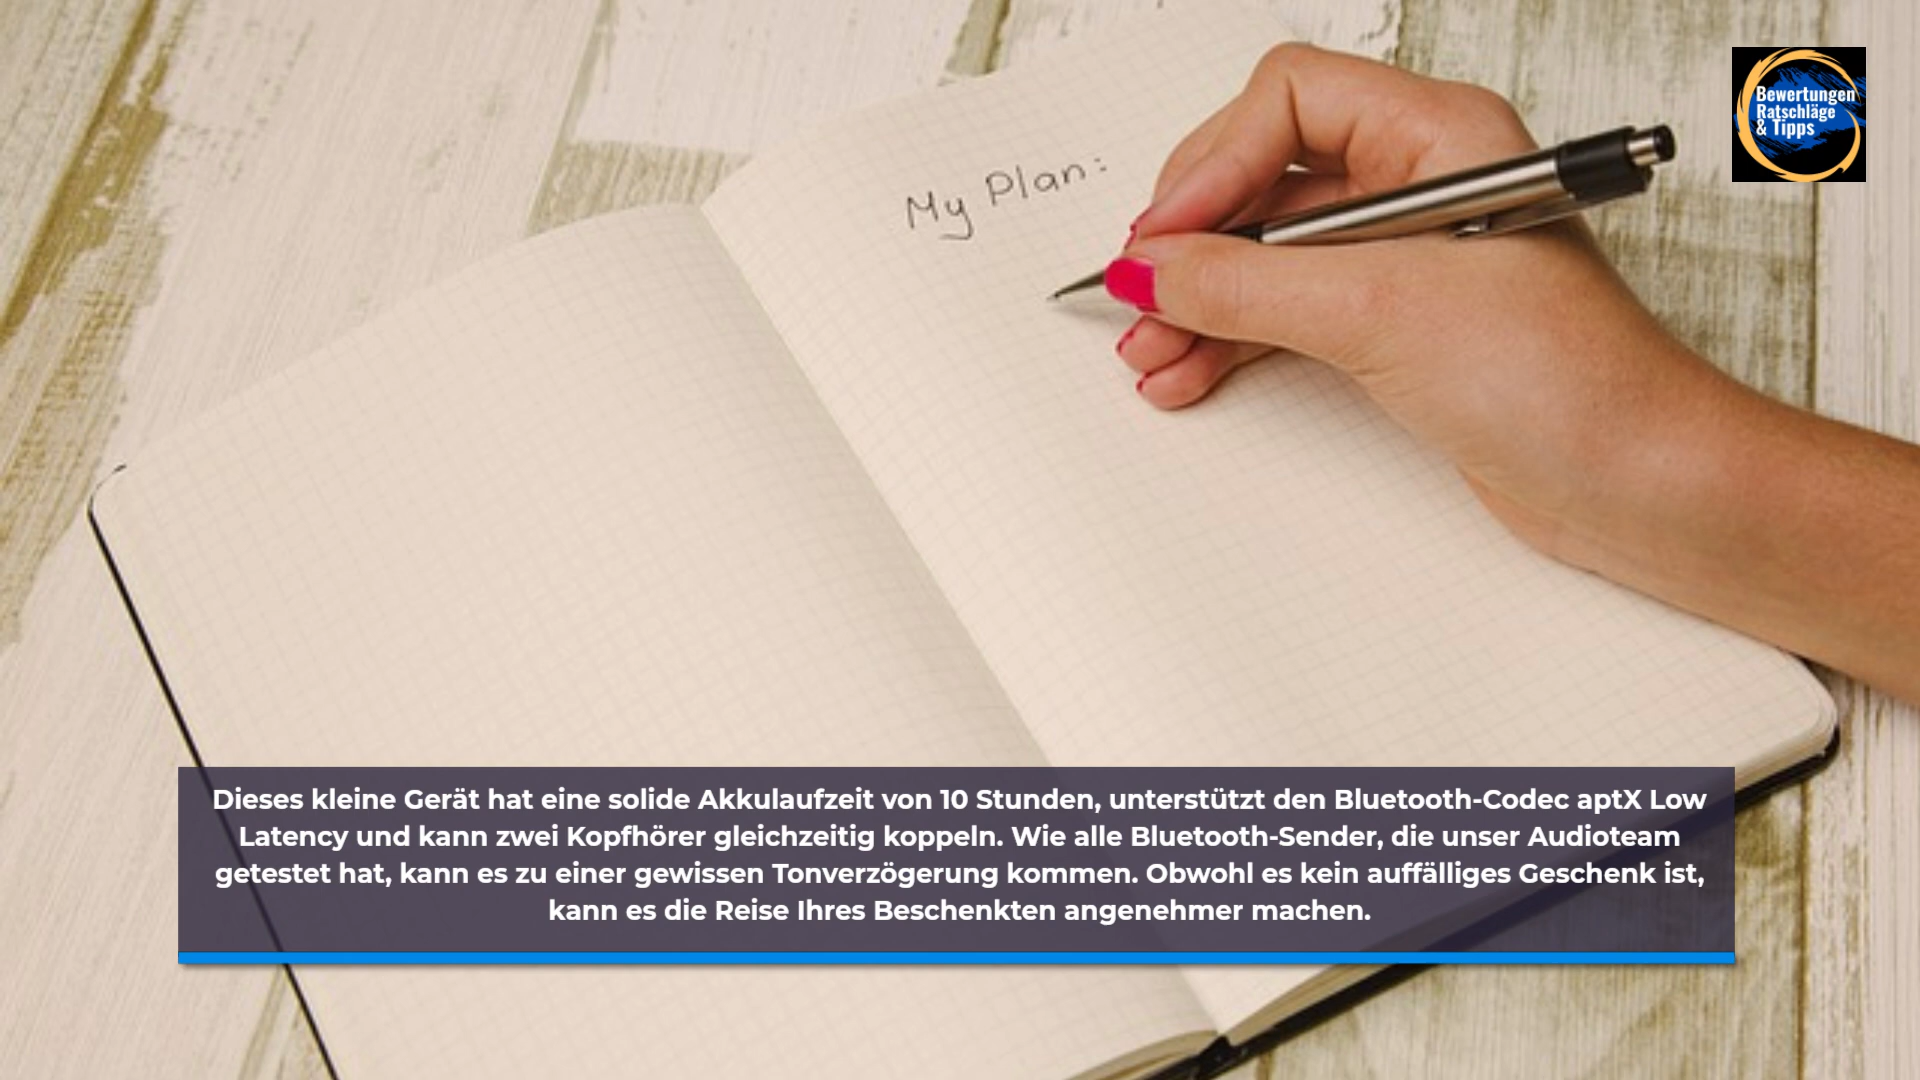 Bewertungen
Ratschläge
& Tipps
My Plan:
Dieses kleine Gerät hat eine solide Akkulaufzeit von 10 Stunden, unterstützt den Bluetooth-Codec aptX Low
Latency und kann zwei Kopfhörer gleichzeitig koppeln. Wie alle Bluetooth-Sender, die unser Audioteam
getestet hat, kann es zu einer gewissen Tonverzögerung kommen. Obwohl es kein auffälliges Geschenk ist,
kann es die Reise Ihres Beschenkten angenehmer machen.